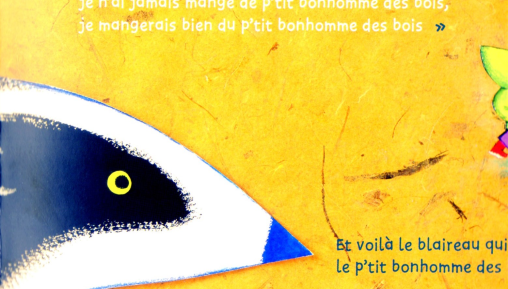 je n'ai jamais mangé de p'tit bonhomme des bois,
je mangerais bien du p'tit bonhomme des bois »
Et voilà le blaireau qui
le p'tit bonhomme des